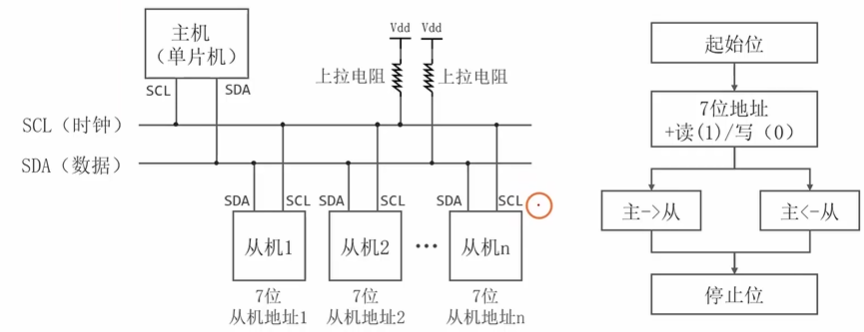 主机
（单片机）
SCL
SDA
Vdd
Vdd
上拉电阻
上拉电阻
SCL（时钟）
SDA（数据）
SDA
SCL
SDA
SCL
SDA
SCL
从机1
从机2
•••
从机n
7位
从机地址1
7位
从机地址2
7位
从机地址n
起始位
7位地址
+读(1)/写（0）
主->从
主<-从
停止位